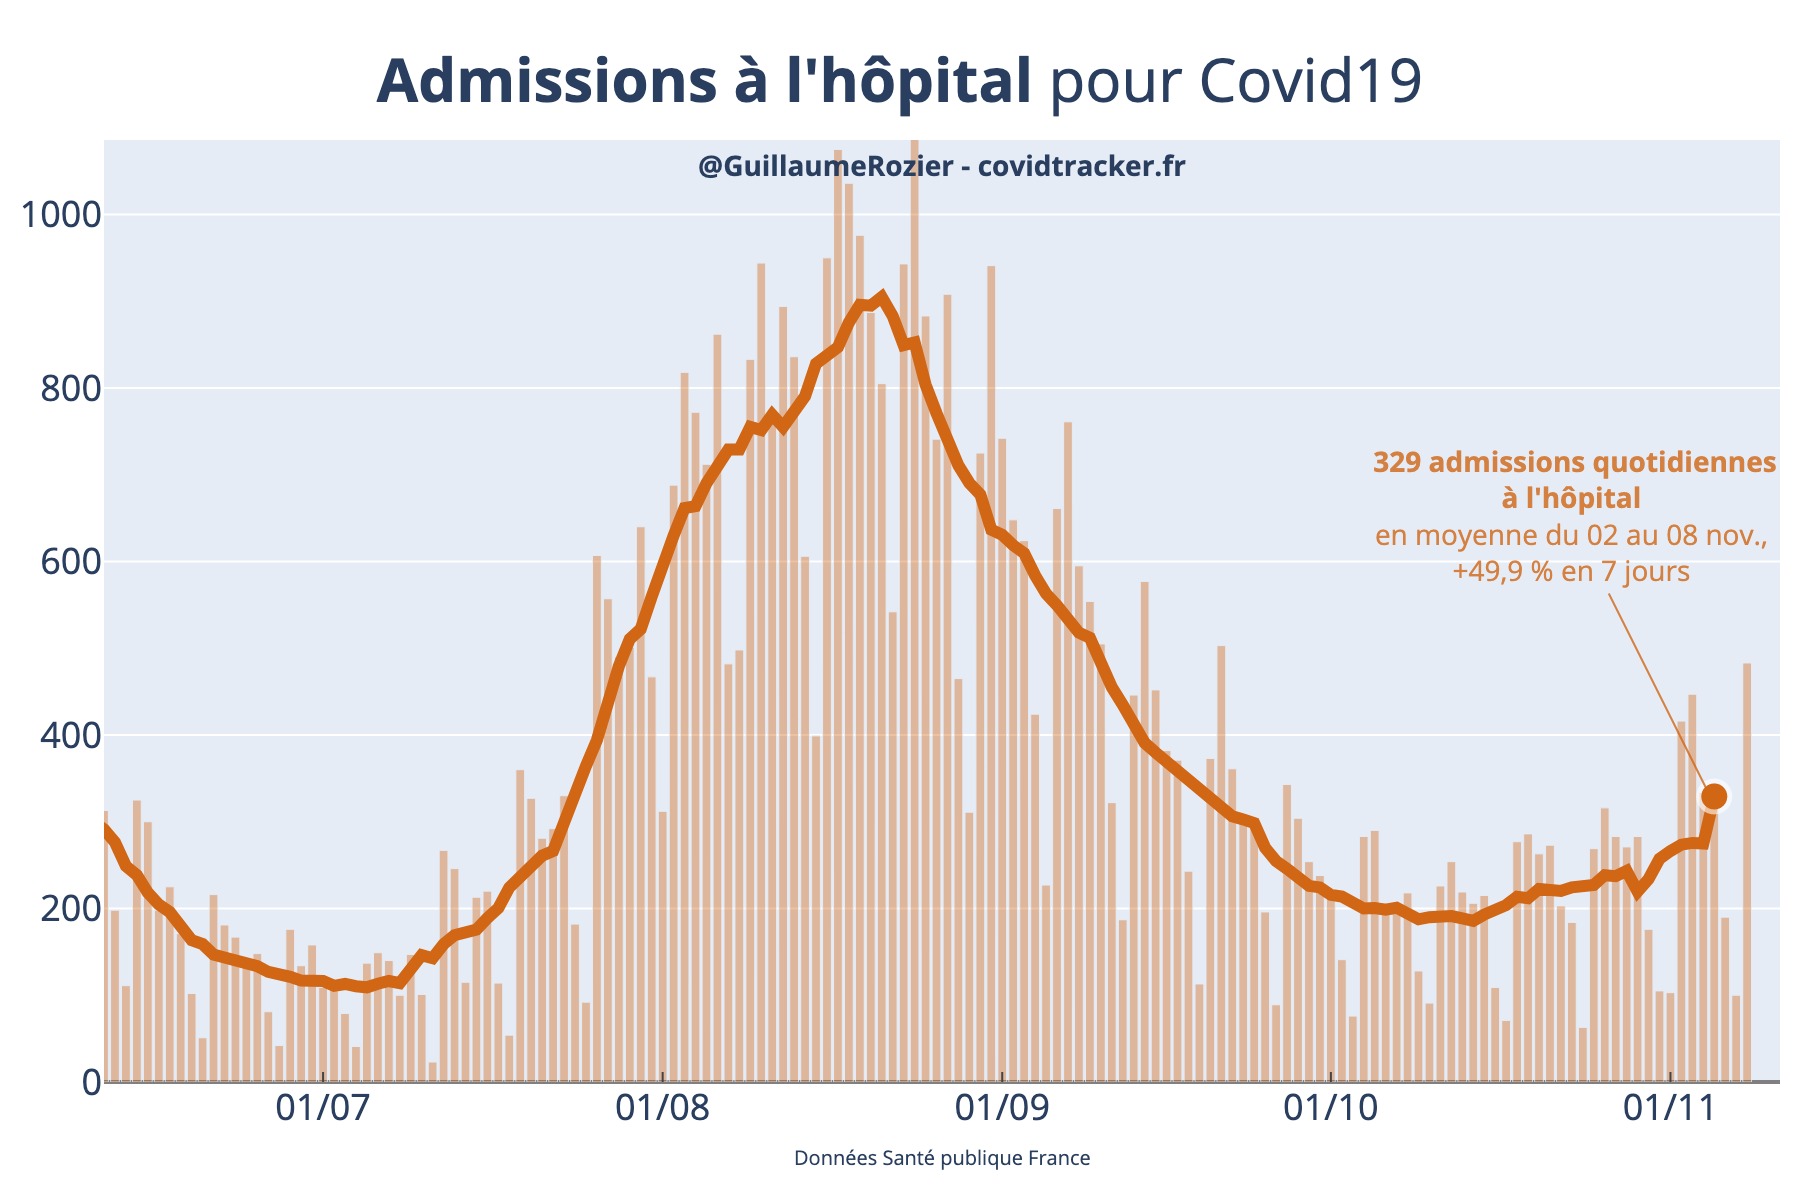 Admissions à l'hôpital pour Covid19
@GuillaumeRozier - covidtracker.fr
1000
800
600
400
200
0
329 admissions quotidiennes
à l'hôpital
en moyenne du 02 au 08 nov.,
+49,9 % en 7 jours
01/07 01/08 01/09 01/10 01/11
Données Santé publique France